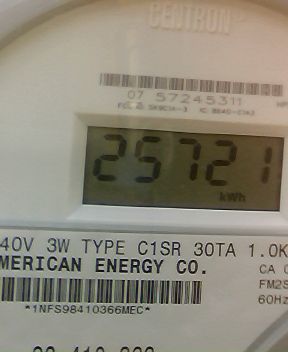 CENTRON
07 57245311
25721
kWh
40V 3W TYPE C1SR 30TA 1.0K
MERICAN ENERGY CO.
CA 0
FM2S
60Hz
*1NFS98410366MEC*